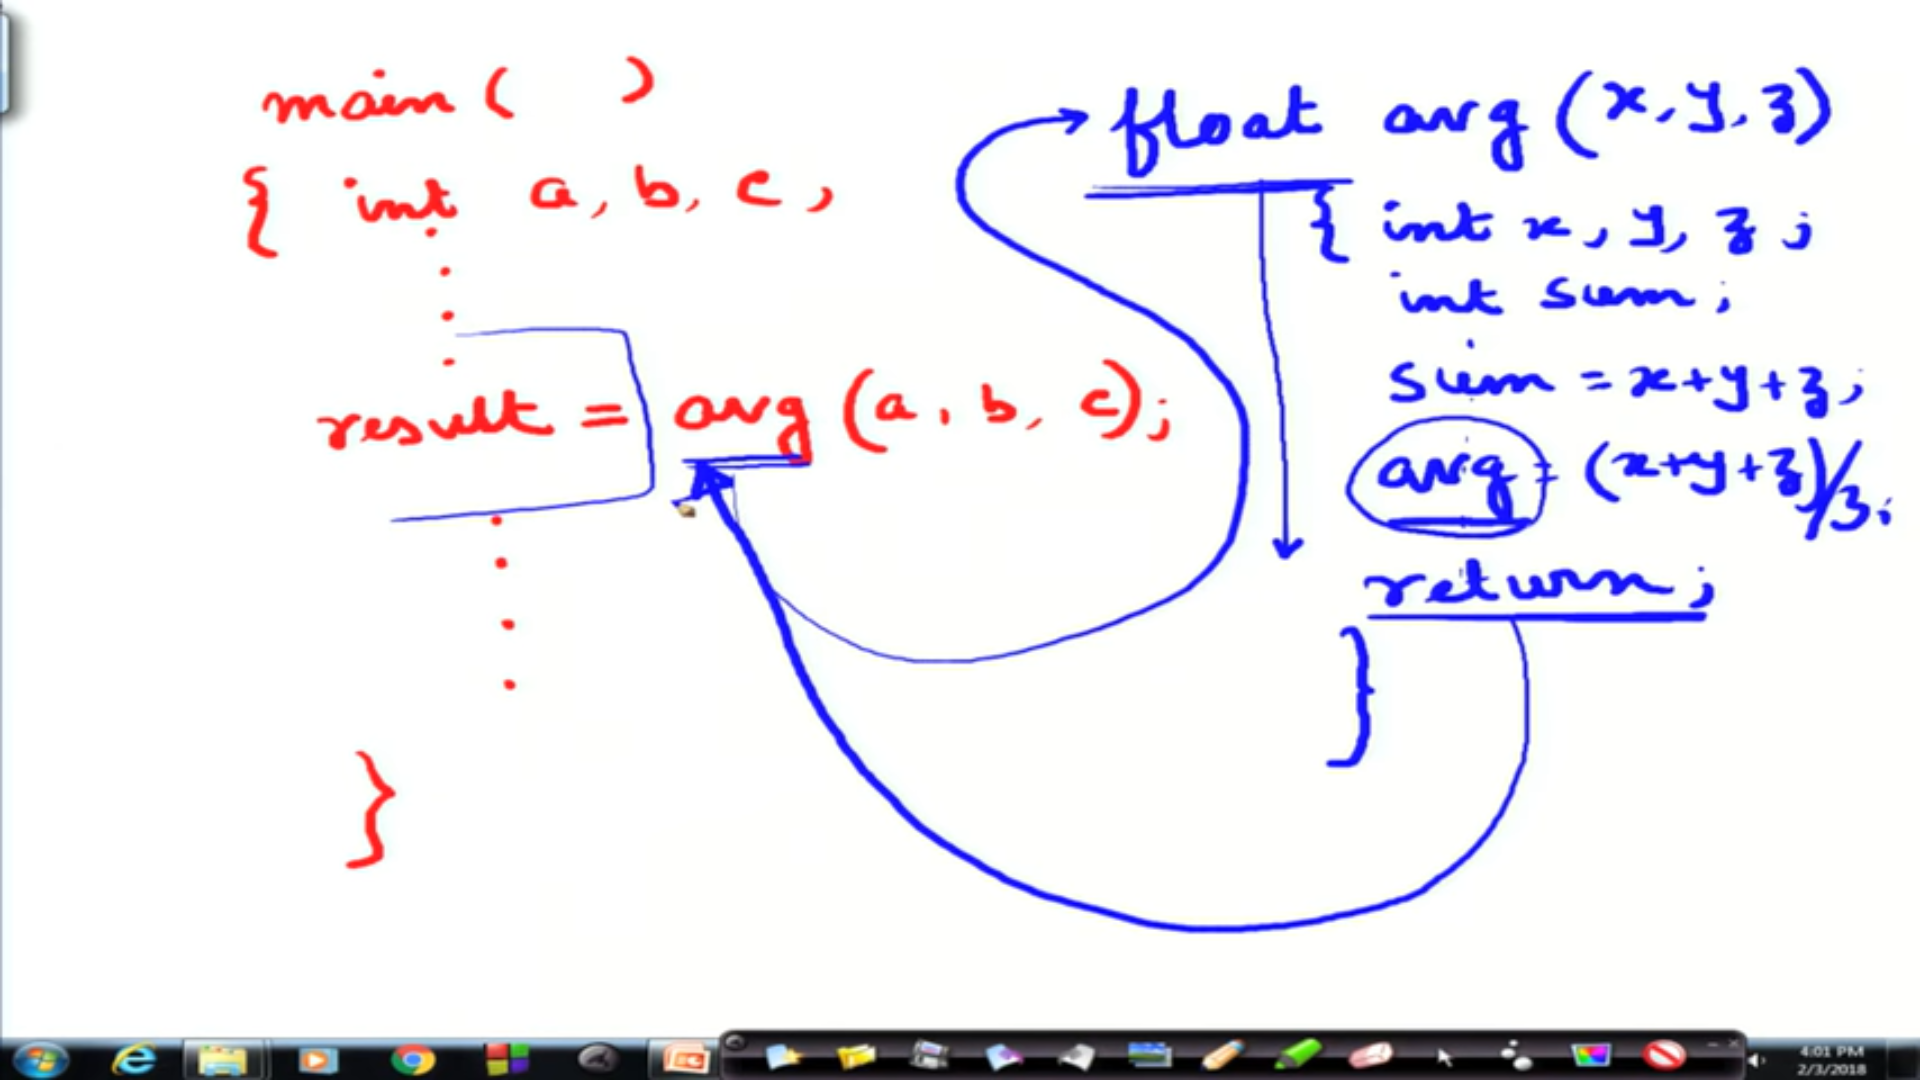 main ( )
{ int a, b, c,
result = avg (a, b, c);
}
float avg (x, y, z)
{ int x, y, z ;
int sum ;
sum = x+y+z ;
avg = (x+y+z)/3 ;
return ;
}
4:01 PM
2/3/2018